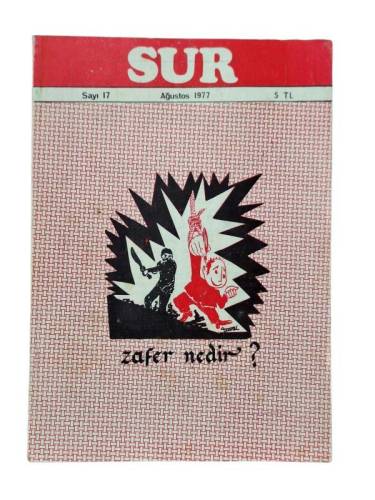 SUR
Sayı 17 Ağustos 1977 5 TL
zafer nedir?